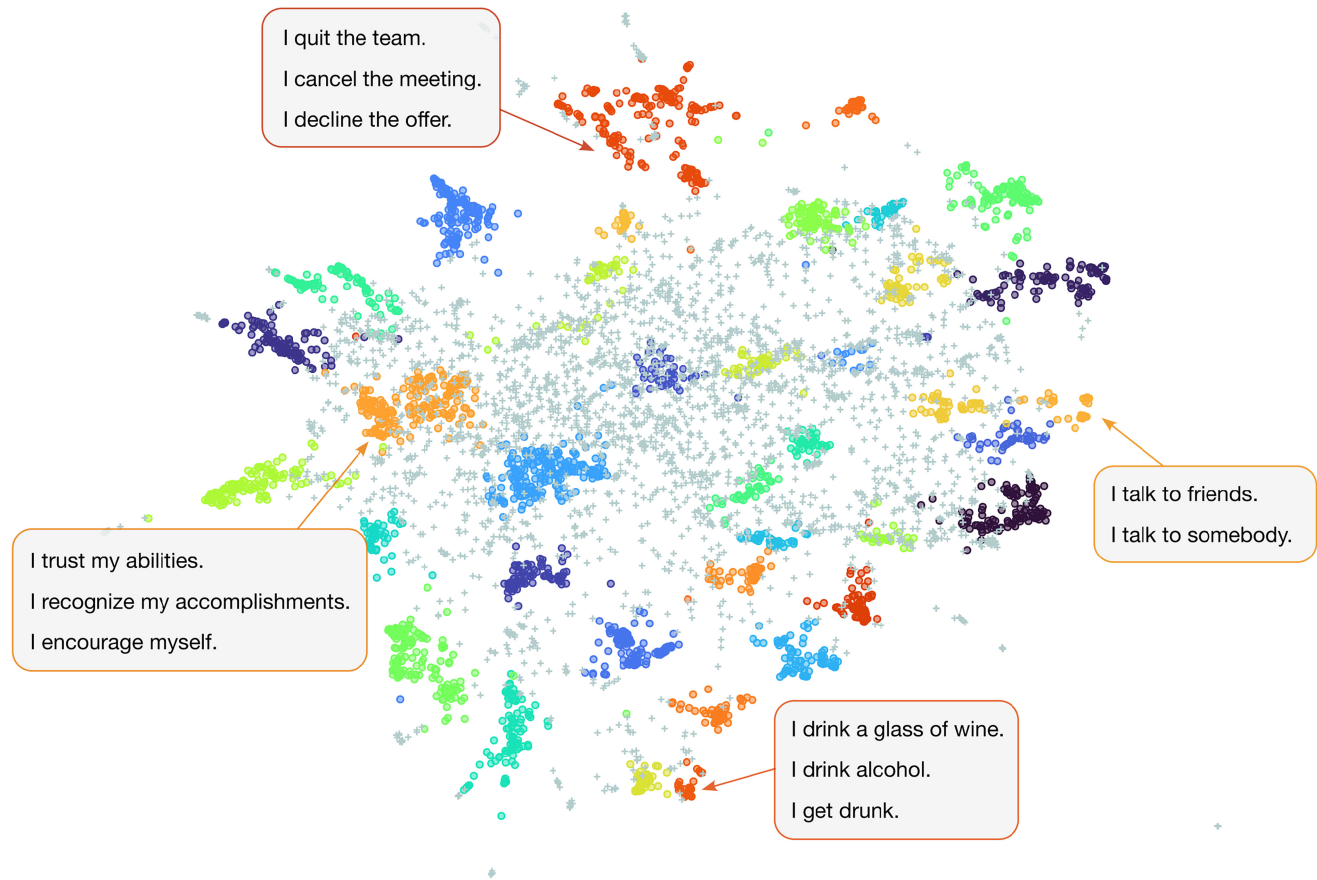 I quit the team.
I cancel the meeting.
I decline the offer.
I talk to friends.
I talk to somebody.
I trust my abilities.
I recognize my accomplishments.
I encourage myself.
I drink a glass of wine.
I drink alcohol.
I get drunk.